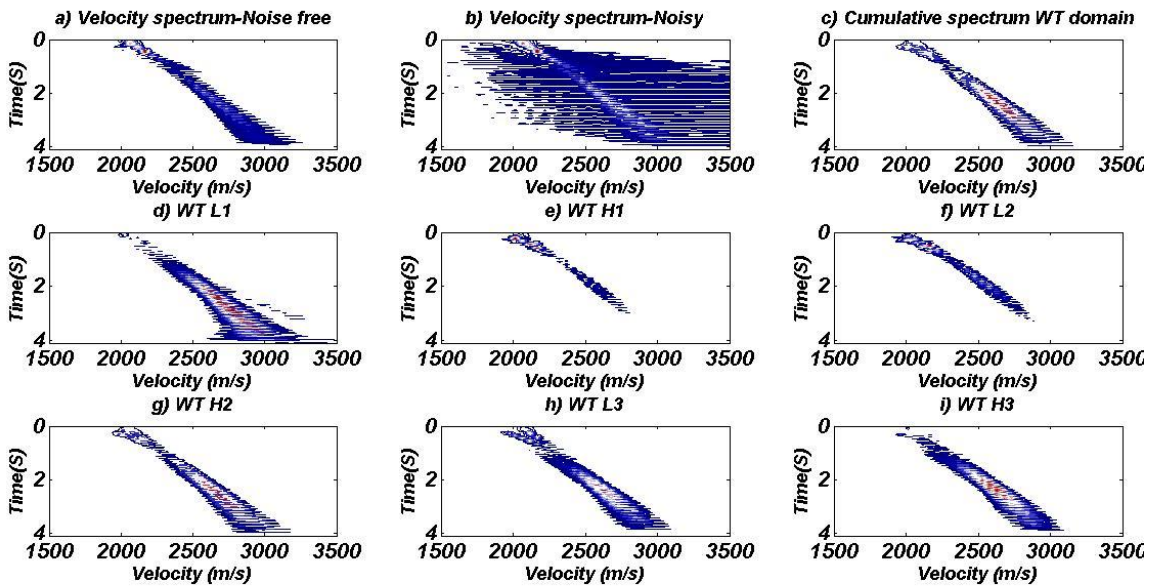 a) Velocity spectrum-Noise free
b) Velocity spectrum-Noisy
c) Cumulative spectrum WT domain
Time(S)
0
2
4
1500 2000 2500 3000 3500
Velocity (m/s)
Time(S)
0
2
4
1500 2000 2500 3000 3500
Velocity (m/s)
Time(S)
0
2
4
1500 2000 2500 3000 3500
Velocity (m/s)
d) WT L1
e) WT H1
f) WT L2
Time(S)
0
2
4
1500 2000 2500 3000 3500
Velocity (m/s)
Time(S)
0
2
4
1500 2000 2500 3000 3500
Velocity (m/s)
Time(S)
0
2
4
1500 2000 2500 3000 3500
Velocity (m/s)
g) WT H2
h) WT L3
i) WT H3
Time(S)
0
2
4
1500 2000 2500 3000 3500
Velocity (m/s)
Time(S)
0
2
4
1500 2000 2500 3000 3500
Velocity (m/s)
Time(S)
0
2
4
1500 2000 2500 3000 3500
Velocity (m/s)